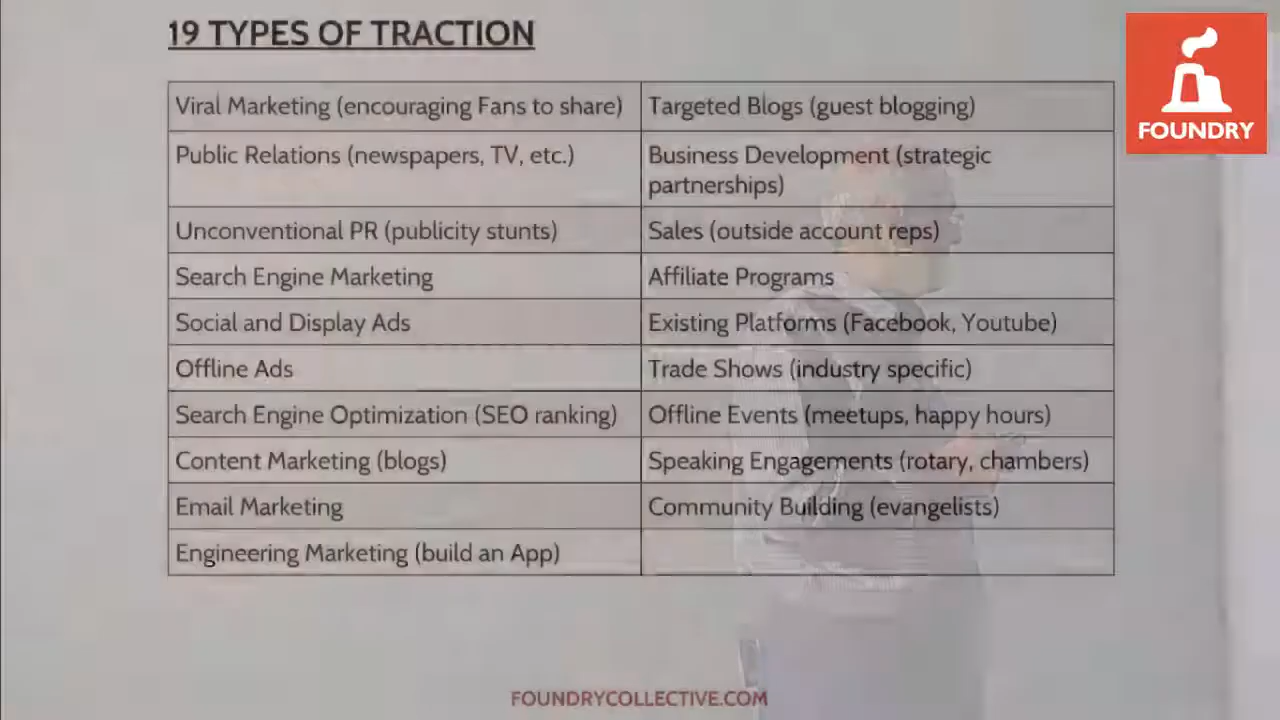 19 TYPES OF TRACTION
FOUNDRY
Viral Marketing (encouraging Fans to share)
Targeted Blogs (guest blogging)
Public Relations (newspapers, TV, etc.)
Business Development (strategic
partnerships)
Unconventional PR (publicity stunts)
Sales (outside account reps)
Search Engine Marketing
Affiliate Programs
Social and Display Ads
Existing Platforms (Facebook, Youtube)
Offline Ads
Trade Shows (industry specific)
Search Engine Optimization (SEO ranking)
Offline Events (meetups, happy hours)
Content Marketing (blogs)
Speaking Engagements (rotary, chambers)
Email Marketing
Community Building (evangelists)
Engineering Marketing (build an App)
FOUNDRYCOLLECTIVE.COM